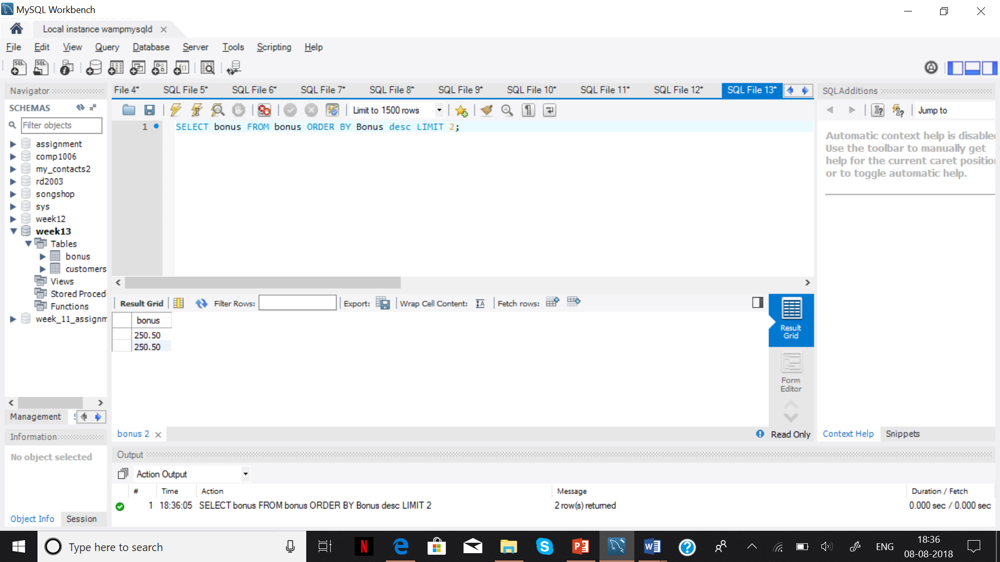 MySQL Workbench
Local instance wampmysqld
File Edit View Query Database Server Tools Scripting Help
Navigator
SCHEMAS
Filter objects
assignment
comp1006
my_contacts2
rd2003
songshop
sys
week12
week13
Tables
bonus
customers
Views
Stored Proced
Functions
week_11_assignm
Management
Information
No object selected
Object Info Session
File 4* SQL File 5* SQL File 6* SQL File 7* SQL File 8* SQL File 9* SQL File 10* SQL File 11* SQL File 12* SQL File 13*
Limit to 1500 rows
1 SELECT bonus FROM bonus ORDER BY Bonus desc LIMIT 2;
Result Grid Filter Rows: Export: Wrap Cell Content: Fetch rows:
bonus
250.50
250.50
Result
Grid
Form
Editor
bonus 2 Read Only
SQLAdditions
Jump to
Automatic context help is disable
Use the toolbar to manually get
help for the current caret positio
or to toggle automatic help.
Context Help Snippets
Output
Action Output
# Time Action Message Duration / Fetch
1 18:36:05 SELECT bonus FROM bonus ORDER BY Bonus desc LIMIT 2 2 row(s) returned 0.000 sec / 0.000 sec
Type here to search
ENG
18:36
08-08-2018